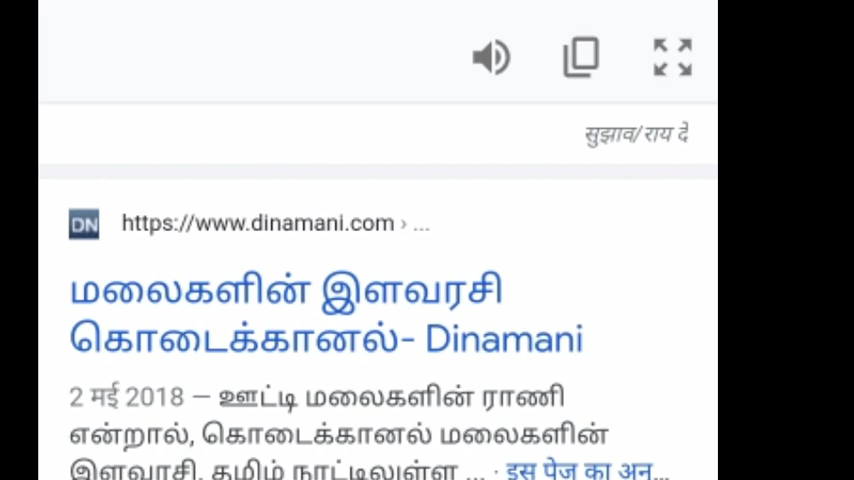 सुझाव/राय दें
DN https://www.dinamani.com › ...
மலைகளின் இளவரசி
கொடைக்கானல்- Dinamani
2 मई 2018 — ஊட்டி மலைகளின் ராணி
என்றால், கொடைக்கானல் மலைகளின்
இளவரசி. தமிழ் நாட்டிலுள்ள ... · इस पेज का अनु...